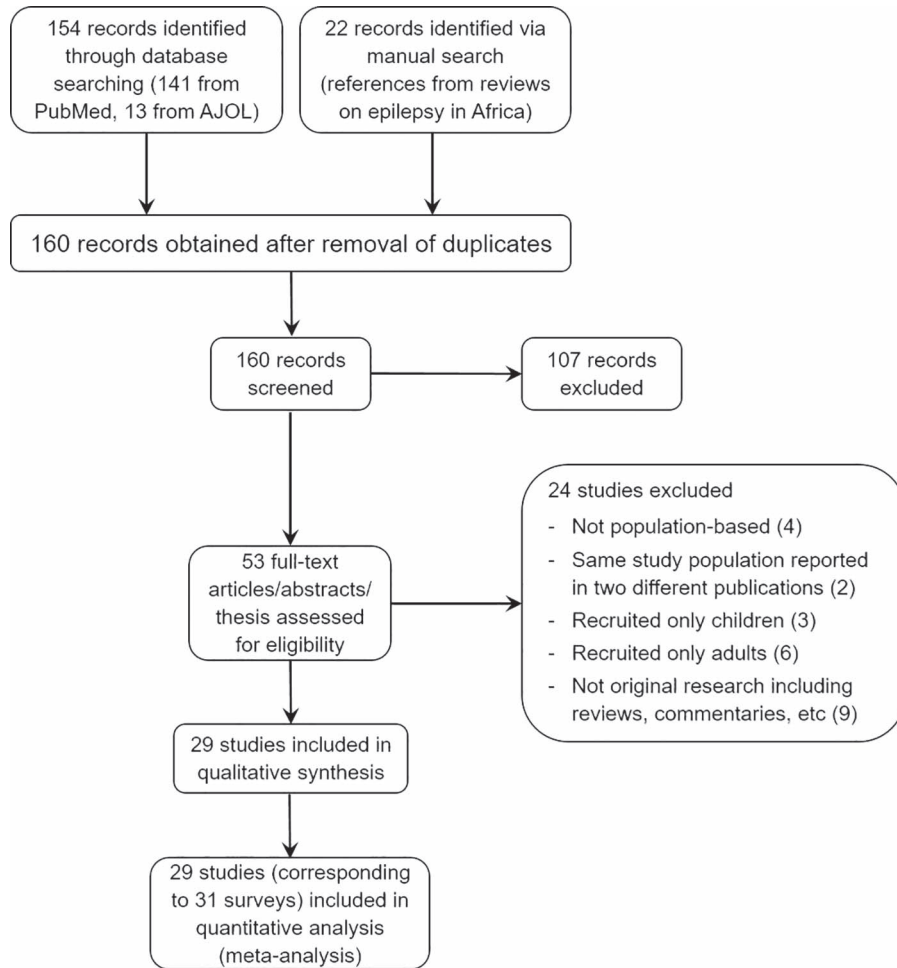 154 records identified
through database
searching (141 from
PubMed, 13 from AJOL)
22 records identified via
manual search
(references from reviews
on epilepsy in Africa)
160 records obtained after removal of duplicates
160 records
screened
107 records
excluded
53 full-text
articles/abstracts/
thesis assessed
for eligibility
24 studies excluded
- Not population-based (4)
- Same study population reported
in two different publications (2)
- Recruited only children (3)
- Recruited only adults (6)
- Not original research including
reviews, commentaries, etc (9)
29 studies included in
qualitative synthesis
29 studies (corresponding
to 31 surveys) included in
quantitative analysis
(meta-analysis)